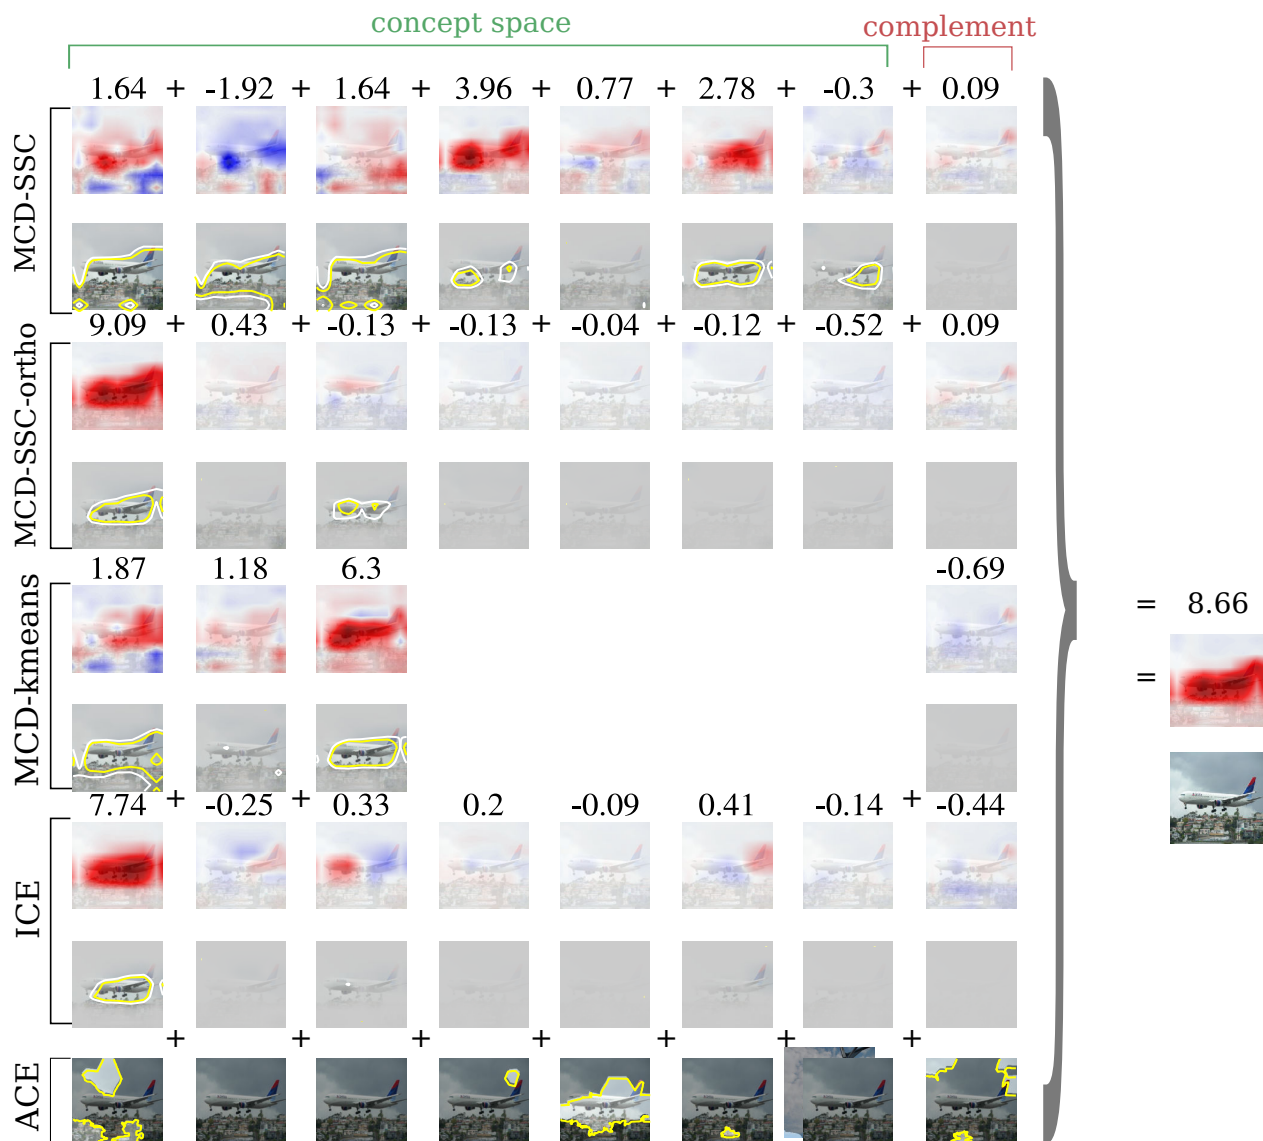 concept space
complement
1.64 + -1.92 + 1.64 + 3.96 + 0.77 + 2.78 + -0.3 + 0.09
MCD-SSC
9.09 + 0.43 + -0.13 + -0.13 + -0.04 + -0.12 + -0.52 + 0.09
MCD-SSC-ortho
1.87 1.18 6.3 -0.69
MCD-kmeans
= 8.66
=
7.74 + -0.25 + 0.33 0.2 -0.09 0.41 -0.14 + -0.44
ICE
+ + + + + + +
ACE